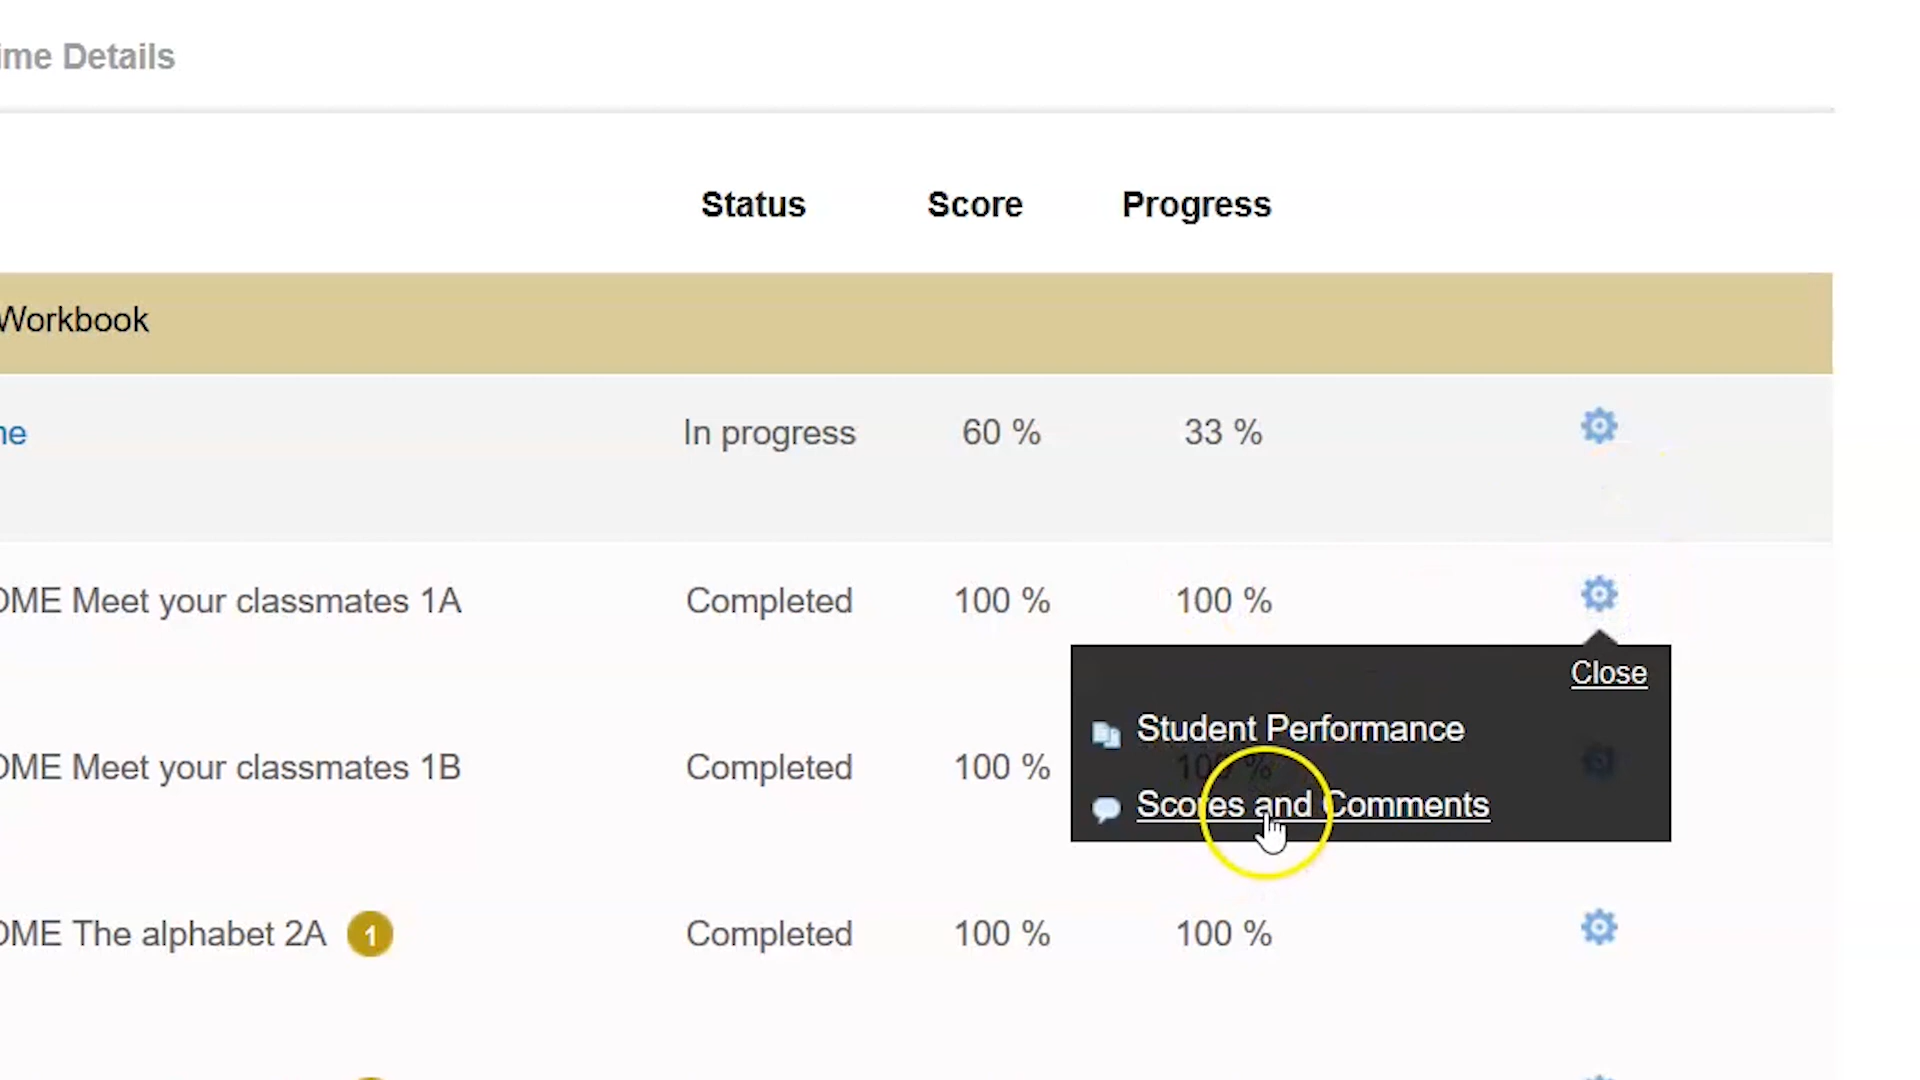 ime Details
Status Score Progress
Workbook
ne In progress 60 % 33 %
OME Meet your classmates 1A Completed 100 % 100 %
Close
Student Performance
OME Meet your classmates 1B Completed 100 % 100 %
Scores and Comments
OME The alphabet 2A 1 Completed 100 % 100 %